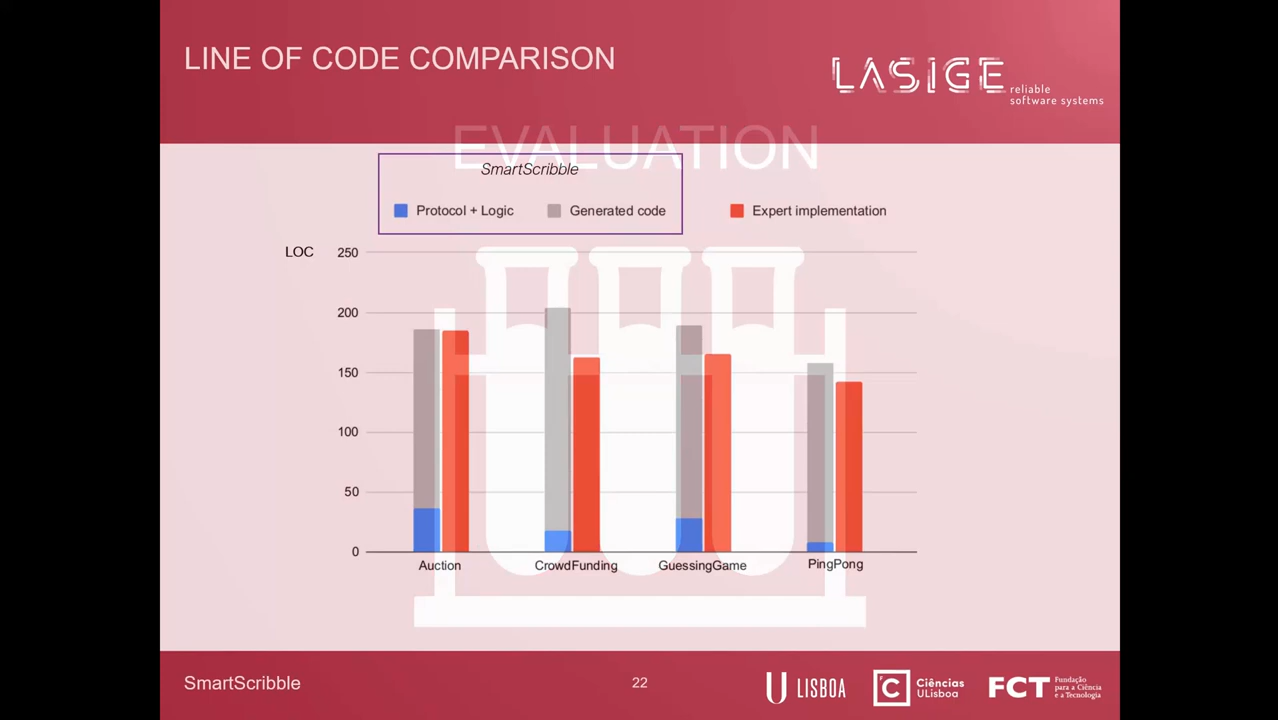 LINE OF CODE COMPARISON
LASIGE
reliable
software systems
EVALUATION
SmartScribble
Protocol + Logic
Generated code
Expert implementation
LOC
250
200
150
100
50
0
Auction
CrowdFunding
GuessingGame
PingPong
SmartScribble
22
U LISBOA
C
Ciências
ULisboa
FCT
Fundação
para a Ciência
e a Tecnologia